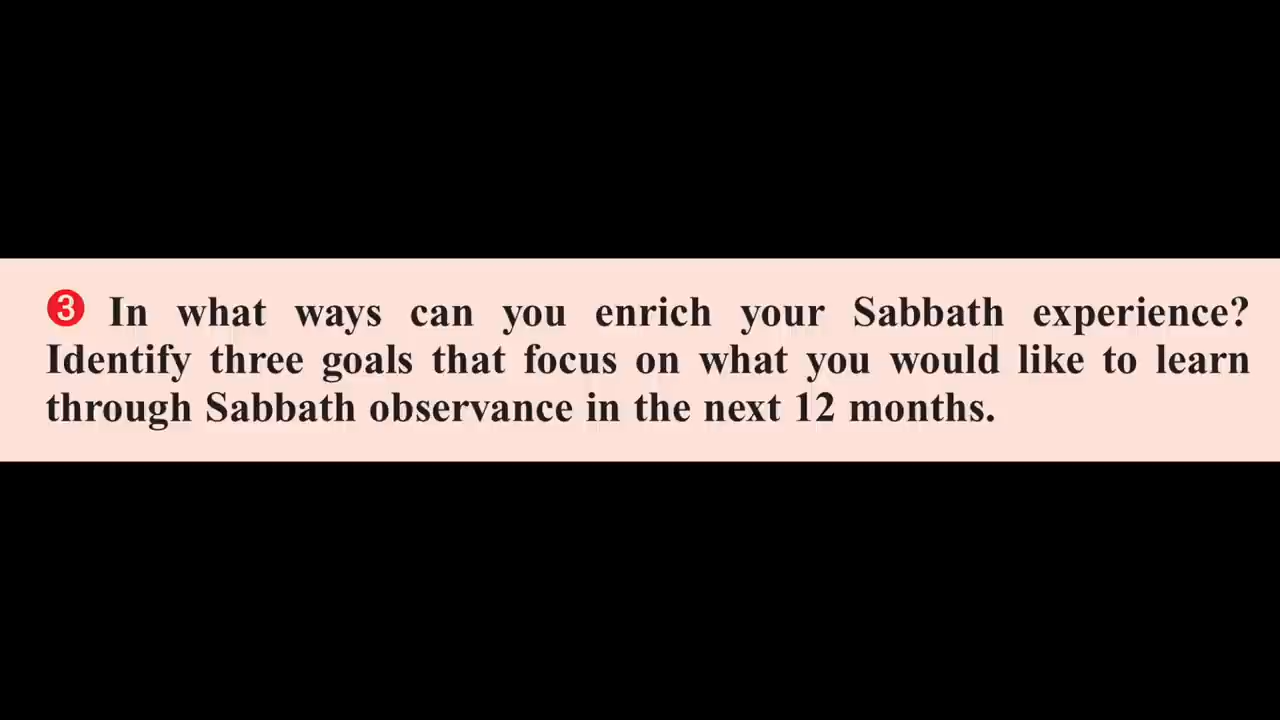 ❸ In what ways can you enrich your Sabbath experience?
Identify three goals that focus on what you would like to learn
through Sabbath observance in the next 12 months.